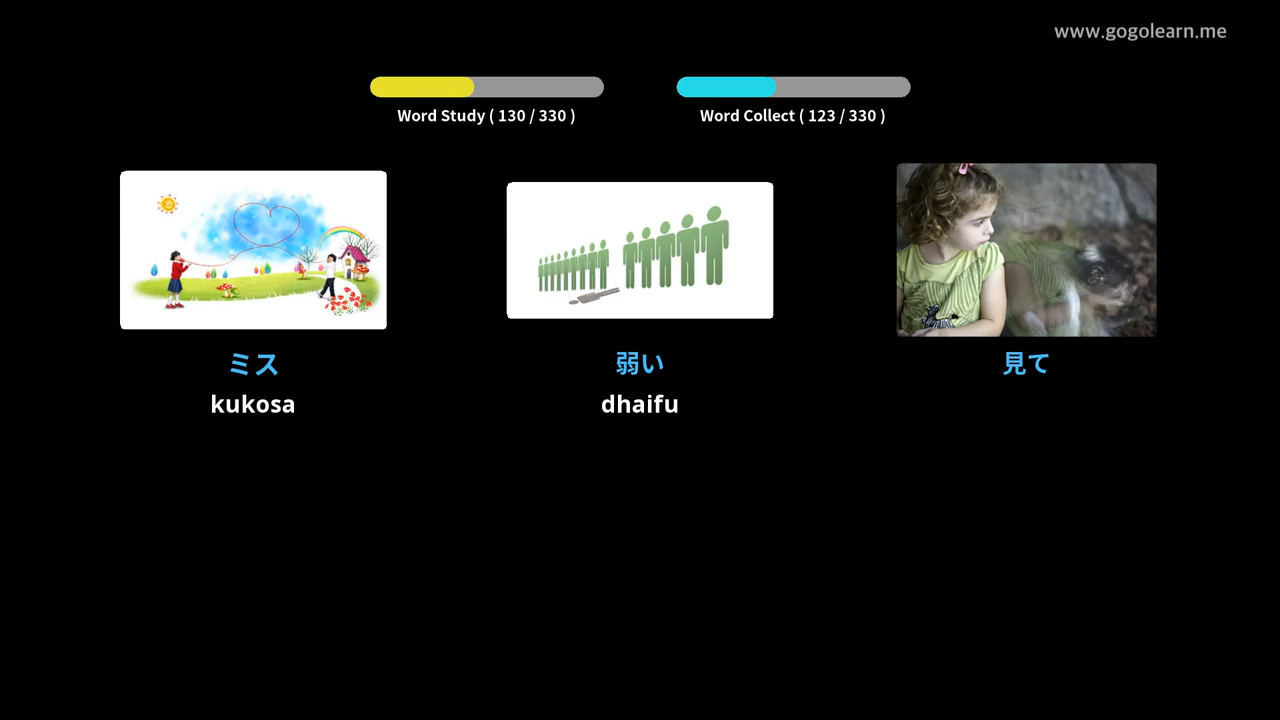 www.gogolearn.me
Word Study ( 130 / 330 )
Word Collect ( 123 / 330 )
ミス
kukosa
弱い
dhaifu
見て